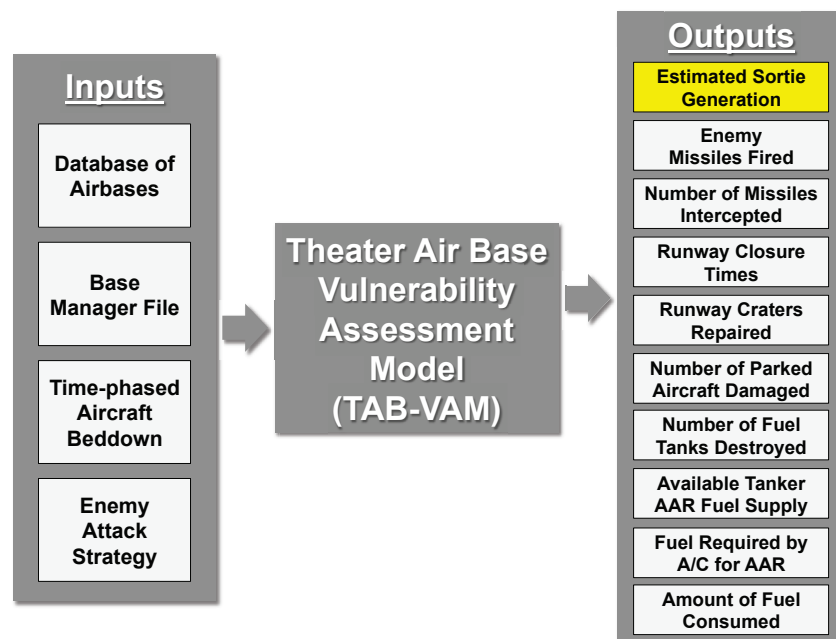 Inputs
Database of
Airbases
Base
Manager File
Time-phased
Aircraft
Beddown
Enemy
Attack
Strategy
Theater Air Base
Vulnerability
Assessment
Model
(TAB-VAM)
Outputs
Estimated Sortie
Generation
Enemy
Missiles Fired
Number of Missiles
Intercepted
Runway Closure
Times
Runway Craters
Repaired
Number of Parked
Aircraft Damaged
Number of Fuel
Tanks Destroyed
Available Tanker
AAR Fuel Supply
Fuel Required by
A/C for AAR
Amount of Fuel
Consumed